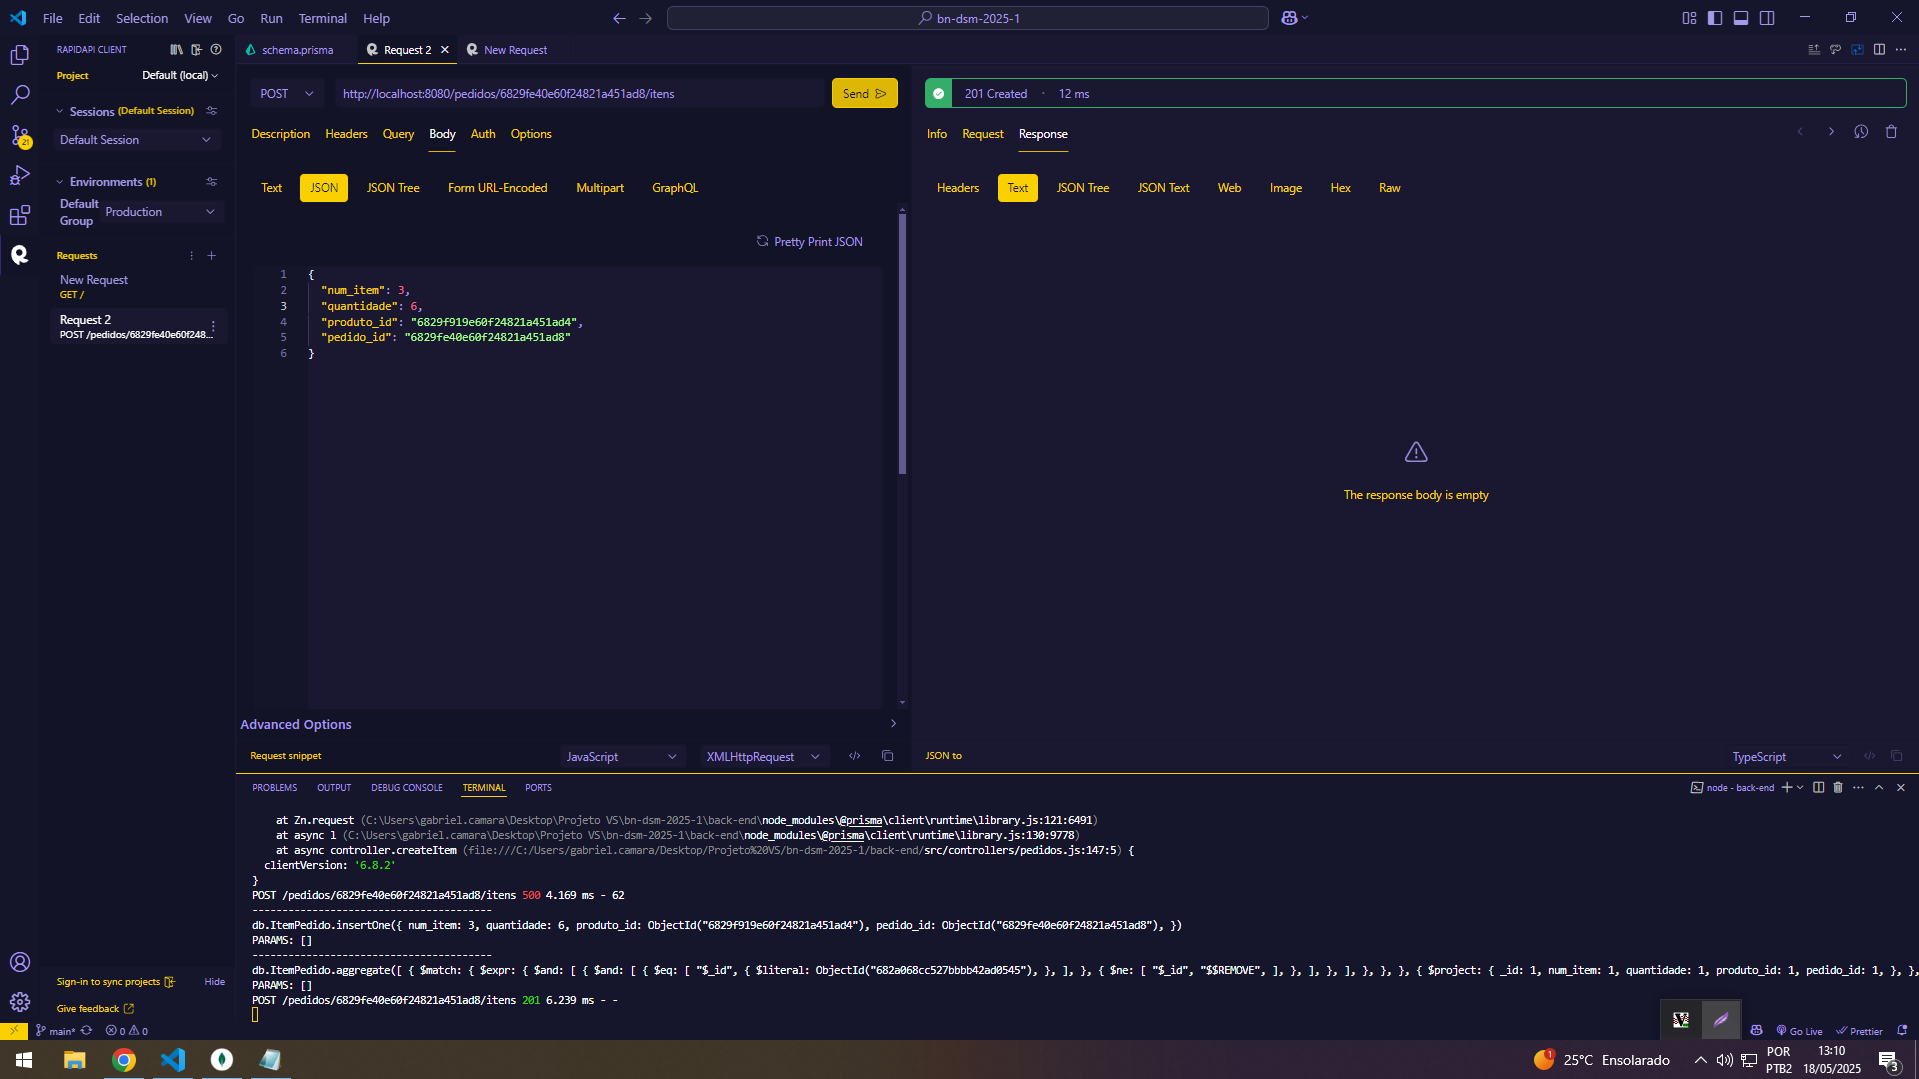 File Edit Selection View Go Run Terminal Help
bn-dsm-2025-1
RAPIDAPI CLIENT
Project Default (local)
Sessions (Default Session)
Default Session
Environments (1)
Default Group Production
Requests
New Request
GET /
Request 2
POST /pedidos/6829fe40e60f248...
Sign-in to sync projects Hide
Give feedback
21
schema.prisma Request 2 New Request
POST http://localhost:8080/pedidos/6829fe40e60f24821a451ad8/itens Send
Description Headers Query Body Auth Options
Text JSON JSON Tree Form URL-Encoded Multipart GraphQL
Pretty Print JSON
1 {
2 "num_item": 3,
3 "quantidade": 6,
4 "produto_id": "6829f919e60f24821a451ad4",
5 "pedido_id": "6829fe40e60f24821a451ad8"
6 }
Advanced Options
Request snippet JavaScript XMLHttpRequest
201 Created · 12 ms
Info Request Response
Headers Text JSON Tree JSON Text Web Image Hex Raw
The response body is empty
JSON to TypeScript
PROBLEMS OUTPUT DEBUG CONSOLE TERMINAL PORTS
node - back-end
at Zn.request (C:\Users\gabriel.camara\Desktop\Projeto VS\bn-dsm-2025-1\back-end\node_modules\@prisma\client\runtime\library.js:121:6491)
at async l (C:\Users\gabriel.camara\Desktop\Projeto VS\bn-dsm-2025-1\back-end\node_modules\@prisma\client\runtime\library.js:130:9778)
at async controller.createItem (file:///C:/Users/gabriel.camara/Desktop/Projeto%20VS/bn-dsm-2025-1/back-end/src/controllers/pedidos.js:147:5) {
clientVersion: '6.8.2'
}
POST /pedidos/6829fe40e60f24821a451ad8/itens 500 4.169 ms - 62
----------------------------------------
db.ItemPedido.insertOne({ num_item: 3, quantidade: 6, produto_id: ObjectId("6829f919e60f24821a451ad4"), pedido_id: ObjectId("6829fe40e60f24821a451ad8"), })
PARAMS: []
----------------------------------------
db.ItemPedido.aggregate([ { $match: { $expr: { $and: [ { $and: [ { $eq: [ "$_id", { $literal: ObjectId("682a068cc527bbbb42ad0545"), }, ], }, { $ne: [ "$_id", "$$REMOVE", ], }, ], }, ], }, }, }, { $project: { _id: 1, num_item: 1, quantidade: 1, produto_id: 1, pedido_id: 1, }, },
PARAMS: []
POST /pedidos/6829fe40e60f24821a451ad8/itens 201 6.239 ms - -
main* 0 0 Go Live Prettier
1 25°C Ensolarado POR PTB2 13:10 18/05/2025 3